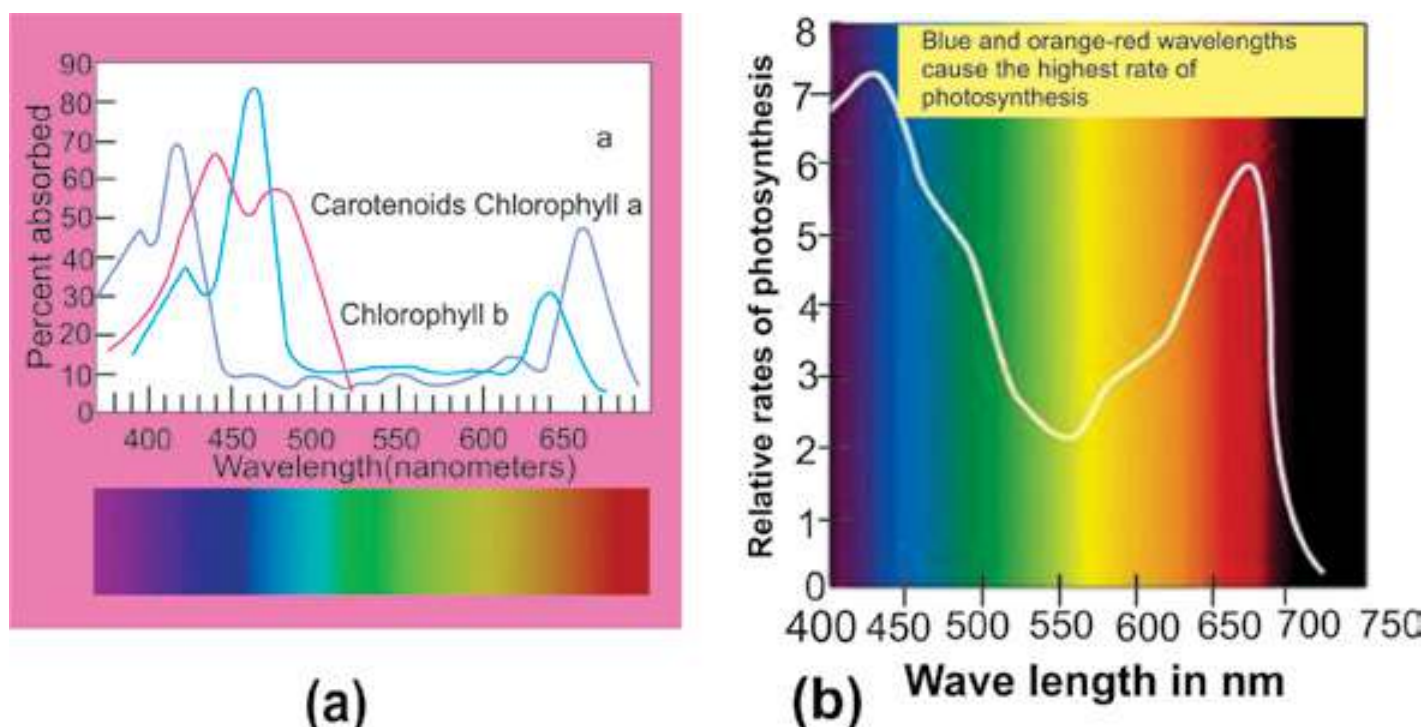 90
80
70
60
50
40
30
20
10
0
Percent absorbed
a
Carotenoids Chlorophyll a
Chlorophyll b
400 450 500 550 600 650
Wavelength(nanometers)
(a)
8
7
6
5
4
3
2
1
0
Relative rates of photosynthesis
Blue and orange-red wavelengths
cause the highest rate of
photosynthesis
400 450 500 550 600 650 700 750
Wave length in nm
(b)